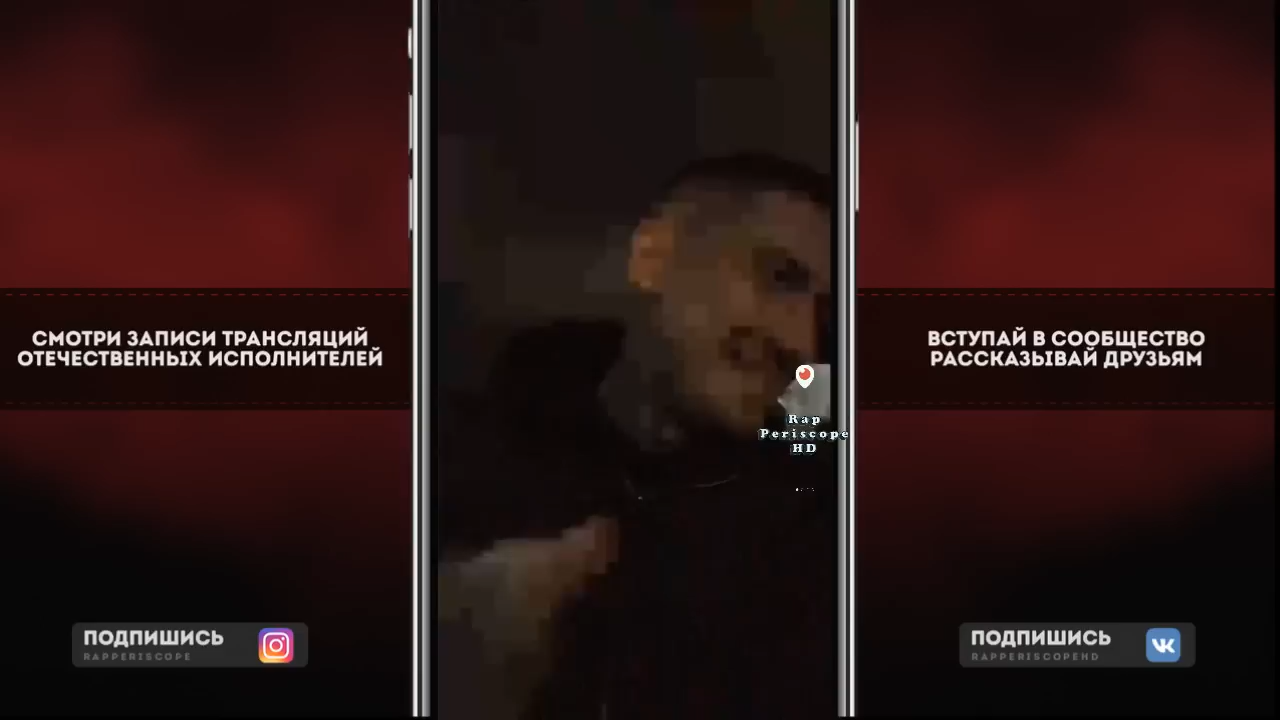 СМОТРИ ЗАПИСИ ТРАНСЛЯЦИЙ
ОТЕЧЕСТВЕННЫХ ИСПОЛНИТЕЛЕЙ
ВСТУПАЙ В СООБЩЕСТВО
РАССКАЗЫВАЙ ДРУЗЬЯМ
Rap
Periscope
HD
ПОДПИШИСЬ
RAPPERISCOPE
ПОДПИШИСЬ
RAPPERISCOPEHD